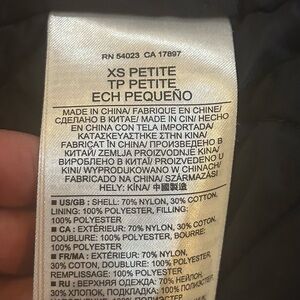 RN 54023 CA 17897
XS PETITE
TP PETITE
ECH PEQUEÑO
MADE IN CHINA/ FABRIQUE EN CHINE/
СДЕЛАНО В КИТАЕ/ MADE IN CIN/ HECHO
EN CHINA CON TELA IMPORTADA/
ΚΑΤΑΣΚΕΥΑΣΤΗΚΕ ΣΤΗΝ ΚΙΝΑ/
FABRICAT ÎN CHINA/ ПРОИЗВЕДЕНО В
КИТАЙ/ ZEMLJA PROIZVODNJE KINA/
ВИРОБЛЕНО В КИТАЇ/ PROIZVEDENO U
KINI/ WYPRODUKOWANO W CHINACH/
FABRICADO NA CHINA/ SZÁRMAZÁSI
HELY: KÍNA/ 中國製造
■ US/GB : SHELL: 70% NYLON, 30% COTTON,
LINING: 100% POLYESTER, FILLING:
100% POLYESTER
■ CA : EXTÉRIEUR: 70% NYLON, 30% COTON,
DOUBLURE: 100% POLYESTER, BOURRE:
100% POLYESTER
■ FR/MA : EXTÉRIEUR: 70% NYLON,
30% COTON, DOUBLURE: 100% POLYESTER,
REMPLISSAGE: 100% POLYESTER
■ RU : ВЕРХНЯЯ ОДЕЖДА: 70% НЕЙЛОН,
30% ХЛОПОК, ПОДКЛАДКА: 100%